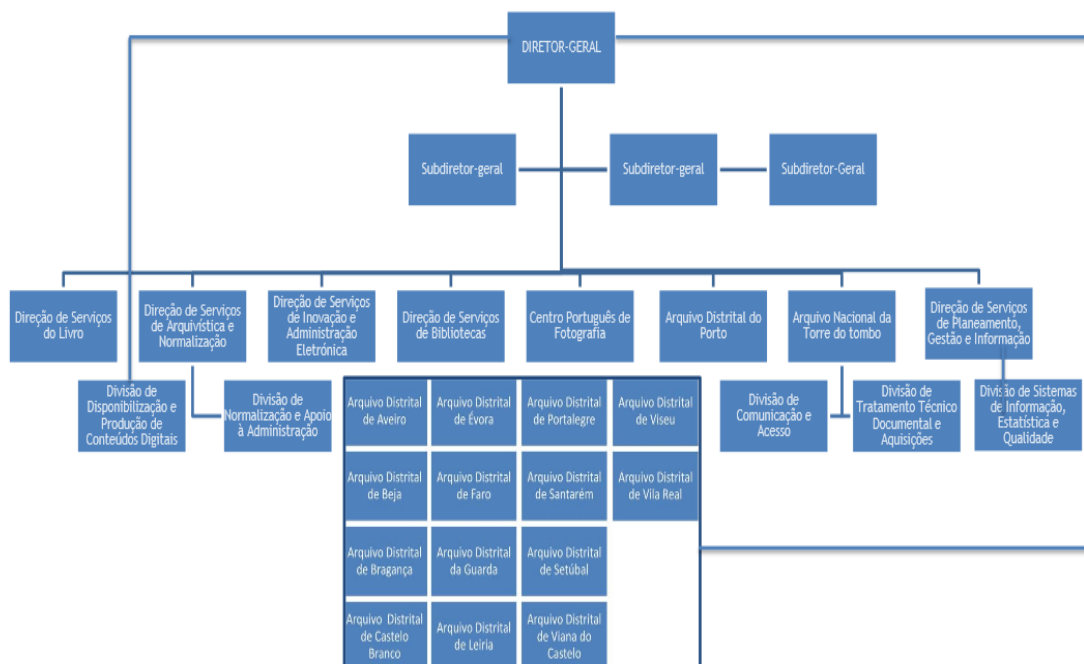 DIRETOR-GERAL
Subdiretor-geral
Subdiretor-geral
Subdiretor-Geral
Direção de Serviços
do Livro
Direção de Serviços
de Arquivística e
Normalização
Direção de Serviços
de Inovação e
Administração
Eletrónica
Direção de Serviços
de Bibliotecas
Centro Português de
Fotografia
Arquivo Distrital do
Porto
Arquivo Nacional da
Torre do tombo
Direção de Serviços
de Planeamento,
Gestão e Informação
Divisão de
Disponibilização e
Produção de
Conteúdos Digitais
Divisão de
Normalização e Apoio
à Administração
Divisão de
Comunicação e
Acesso
Divisão de
Tratamento Técnico
Documental e
Aquisições
Divisão de Sistemas
de Informação,
Estatística e
Qualidade
Arquivo Distrital
de Aveiro
Arquivo Distrital
de Évora
Arquivo Distrital
de Portalegre
Arquivo Distrital
de Viseu
Arquivo Distrital
de Beja
Arquivo Distrital
de Faro
Arquivo Distrital
de Santarém
Arquivo Distrital
de Vila Real
Arquivo Distrital
de Bragança
Arquivo Distrital
da Guarda
Arquivo Distrital
de Setúbal
Arquivo Distrital
de Castelo
Branco
Arquivo Distrital
de Leiria
Arquivo Distrital
de Viana do
Castelo